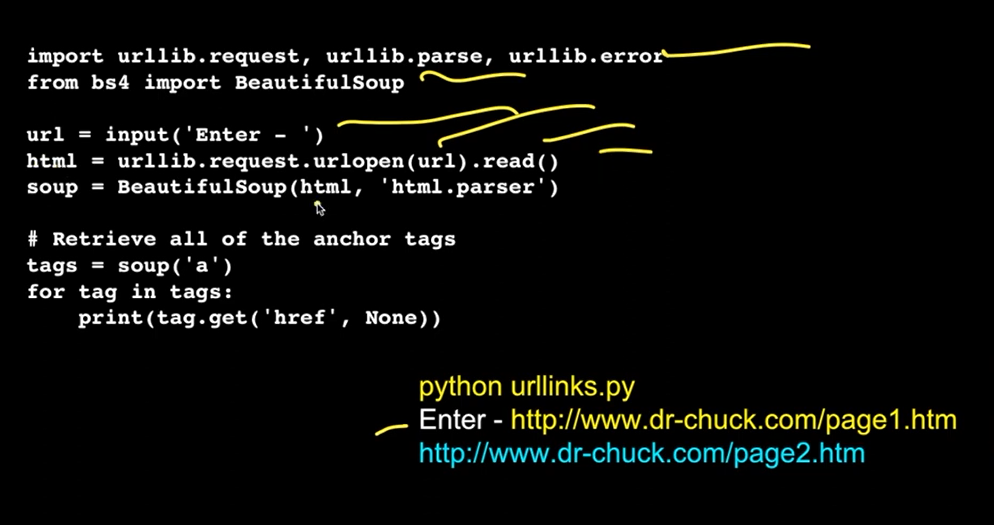 import urllib.request, urllib.parse, urllib.error
from bs4 import BeautifulSoup
url = input('Enter - ')
html = urllib.request.urlopen(url).read()
soup = BeautifulSoup(html, 'html.parser')
# Retrieve all of the anchor tags
tags = soup('a')
for tag in tags:
    print(tag.get('href', None))
python urllinks.py
Enter - http://www.dr-chuck.com/page1.htm
http://www.dr-chuck.com/page2.htm